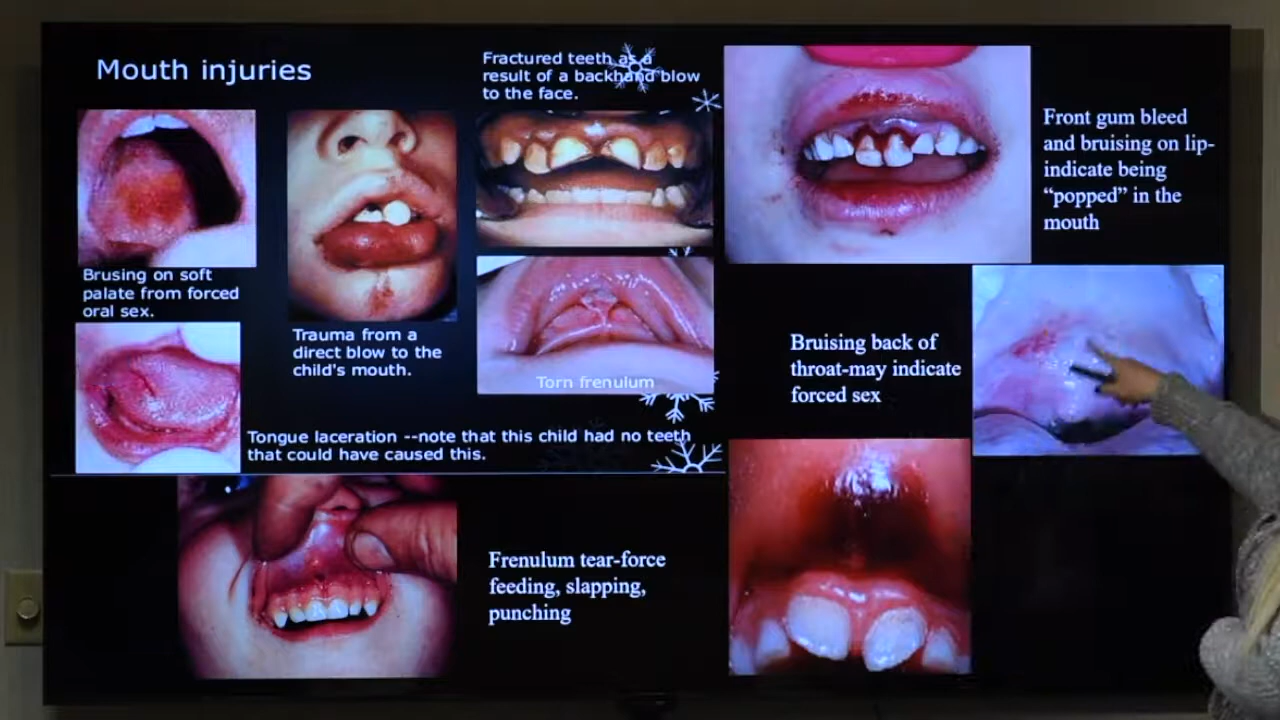 Mouth injuries
Fractured teeth as a
result of a backhand blow
to the face.
Brusing on soft
palate from forced
oral sex.
Trauma from a
direct blow to the
child's mouth.
Torn frenulum
Tongue laceration --note that this child had no teeth
that could have caused this.
Front gum bleed
and bruising on lip-
indicate being
“popped” in the
mouth
Bruising back of
throat-may indicate
forced sex
Frenulum tear-force
feeding, slapping,
punching